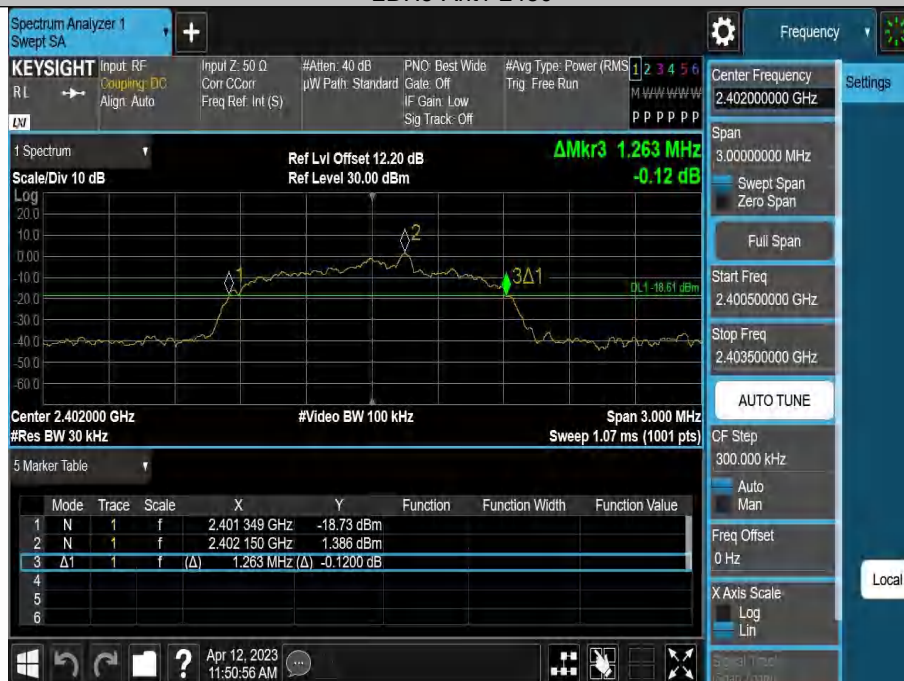 Spectrum Analyzer 1
Swept SA
+
Frequency
KEYSIGHT
RL
LXI
Input: RF
Coupling: DC
Align: Auto
Input Z: 50 Ω
Corr CCorr
Freq Ref: Int (S)
#Atten: 40 dB
µW Path: Standard
PNO: Best Wide
Gate: Off
IF Gain: Low
Sig Track: Off
#Avg Type: Power (RMS
Trig: Free Run
1 2 3 4 5 6
M W W W W W
P P P P P P
Center Frequency
2.402000000 GHz
Settings
1 Spectrum
Scale/Div 10 dB
Ref Lvl Offset 12.20 dB
Ref Level 30.00 dBm
ΔMkr3 1.263 MHz
-0.12 dB
Span
3.00000000 MHz
Swept Span
Zero Span
Full Span
Log
20.0
10.0
0.00
-10.0
-20.0
-30.0
-40.0
-50.0
-60.0
1
2
3Δ1
DL1 -18.61 dBm
Start Freq
2.400500000 GHz
Stop Freq
2.403500000 GHz
AUTO TUNE
Center 2.402000 GHz
#Res BW 30 kHz
#Video BW 100 kHz
Span 3.000 MHz
Sweep 1.07 ms (1001 pts)
CF Step
300.000 kHz
Auto
Man
5 Marker Table
Mode Trace Scale X Y Function Function Width Function Value
1 N 1 f 2.401 349 GHz -18.73 dBm
2 N 1 f 2.402 150 GHz 1.386 dBm
3 Δ1 1 f (Δ) 1.263 MHz (Δ) -0.1200 dB
4
5
6
Freq Offset
0 Hz
X Axis Scale
Log
Lin
Local
?
Apr 12, 2023
11:50:56 AM